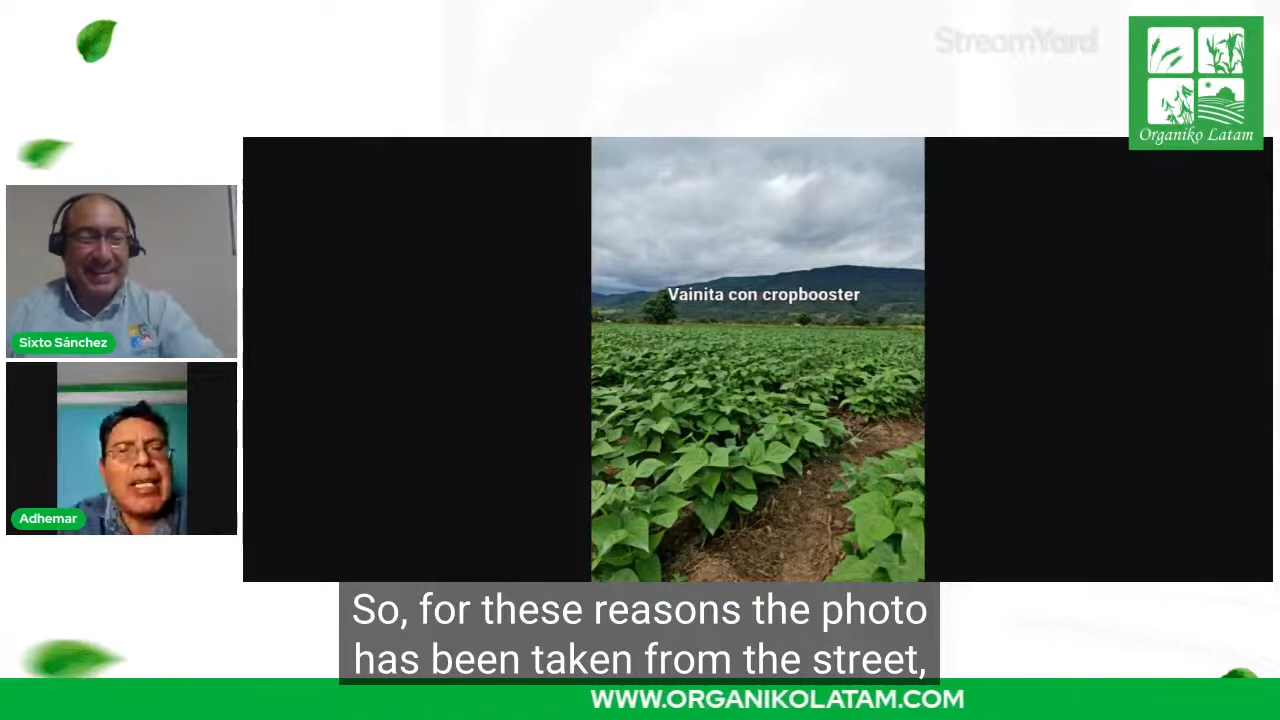 StreamYard
Organiko Latam
Vainita con cropbooster
Sixto Sánchez
Adhemar
So, for these reasons the photo
has been taken from the street,
WWW.ORGANIKOLATAM.COM